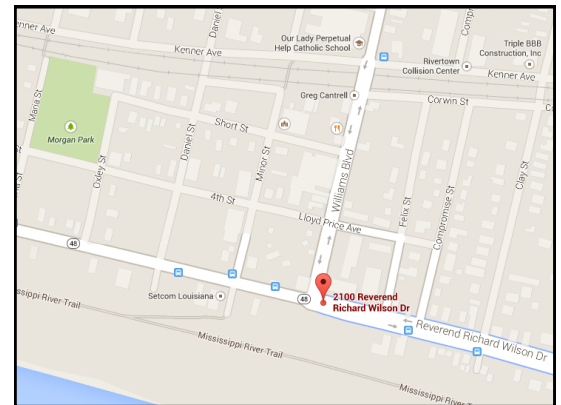 Kenner Ave
Daniel
Our Lady Perpetual
Help Catholic School
Comp
Triple BBB
Construction, Inc
Kenner Ave
Rivertown
Collision Center
Kenner Ave
Maria St
Greg Cantrell
Corwin St
Ca
Short St
Morgan Park
Oxley St
Daniel St
Minor St
Williams Blvd
Felix St
Compromise St
Clay St
4th St
Lloyd Price Ave
48
Setcom Louisiana
48
2100 Reverend
Richard Wilson Dr
ssippi River Trail
Mississippi River Trail
Reverend Richard Wilson Dr
Mississippi River T